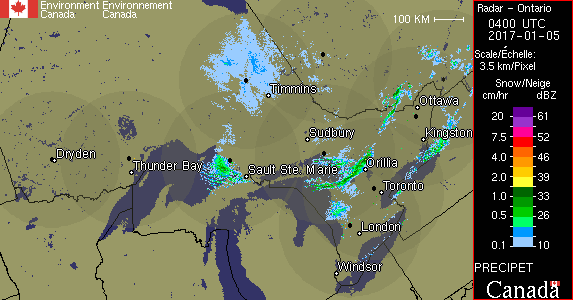 Environment Environnement
Canada Canada
100 KM
Radar - Ontario
0400 UTC
2017-01-05
Scale/Échelle:
3.5 km/Pixel
Snow/Neige
cm/hr dBZ
20 61
7.5 52
4.0 46
2.0 39
1.0 33
0.5 26
0.1 10
PRECIPET
Canada
Timmins
Ottawa
Sudbury
Kingston
Dryden
Thunder Bay
Sault Ste. Marie
Orillia
Toronto
London
Windsor